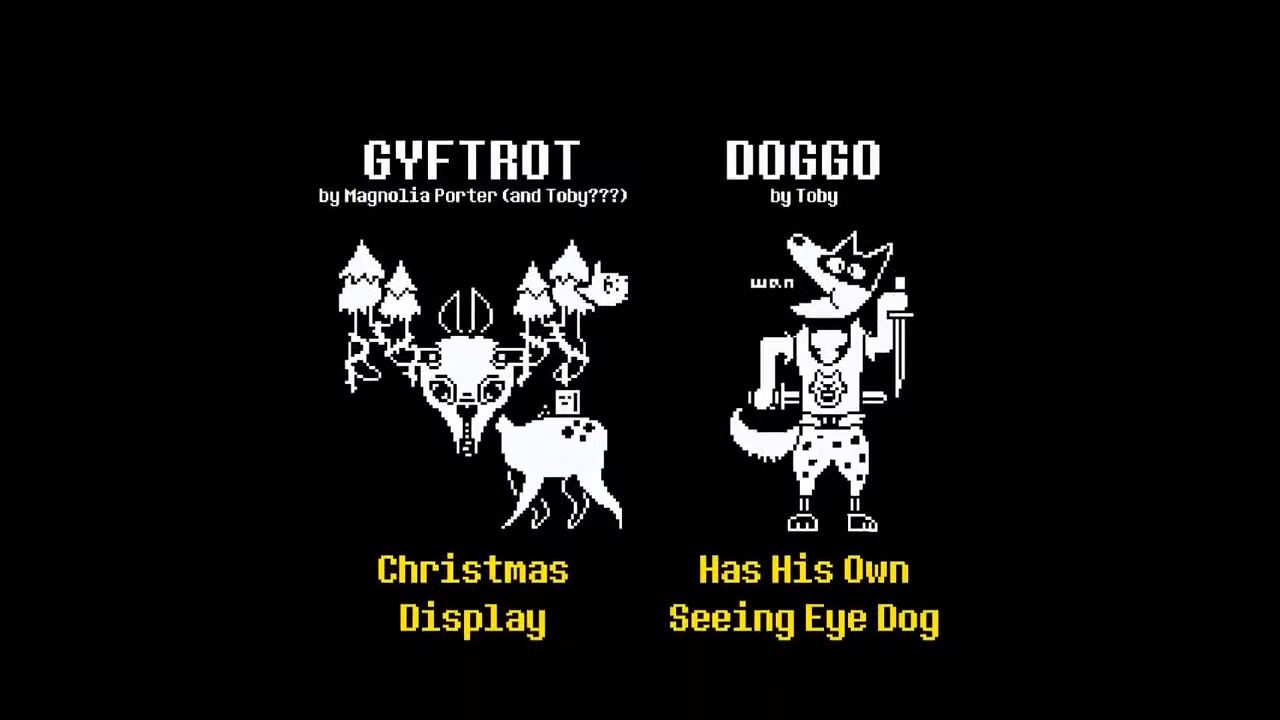 GYFTROT
by Magnolia Porter (and Toby???)
DOGGO
by Toby
wan
Christmas
Display
Has His Own
Seeing Eye Dog